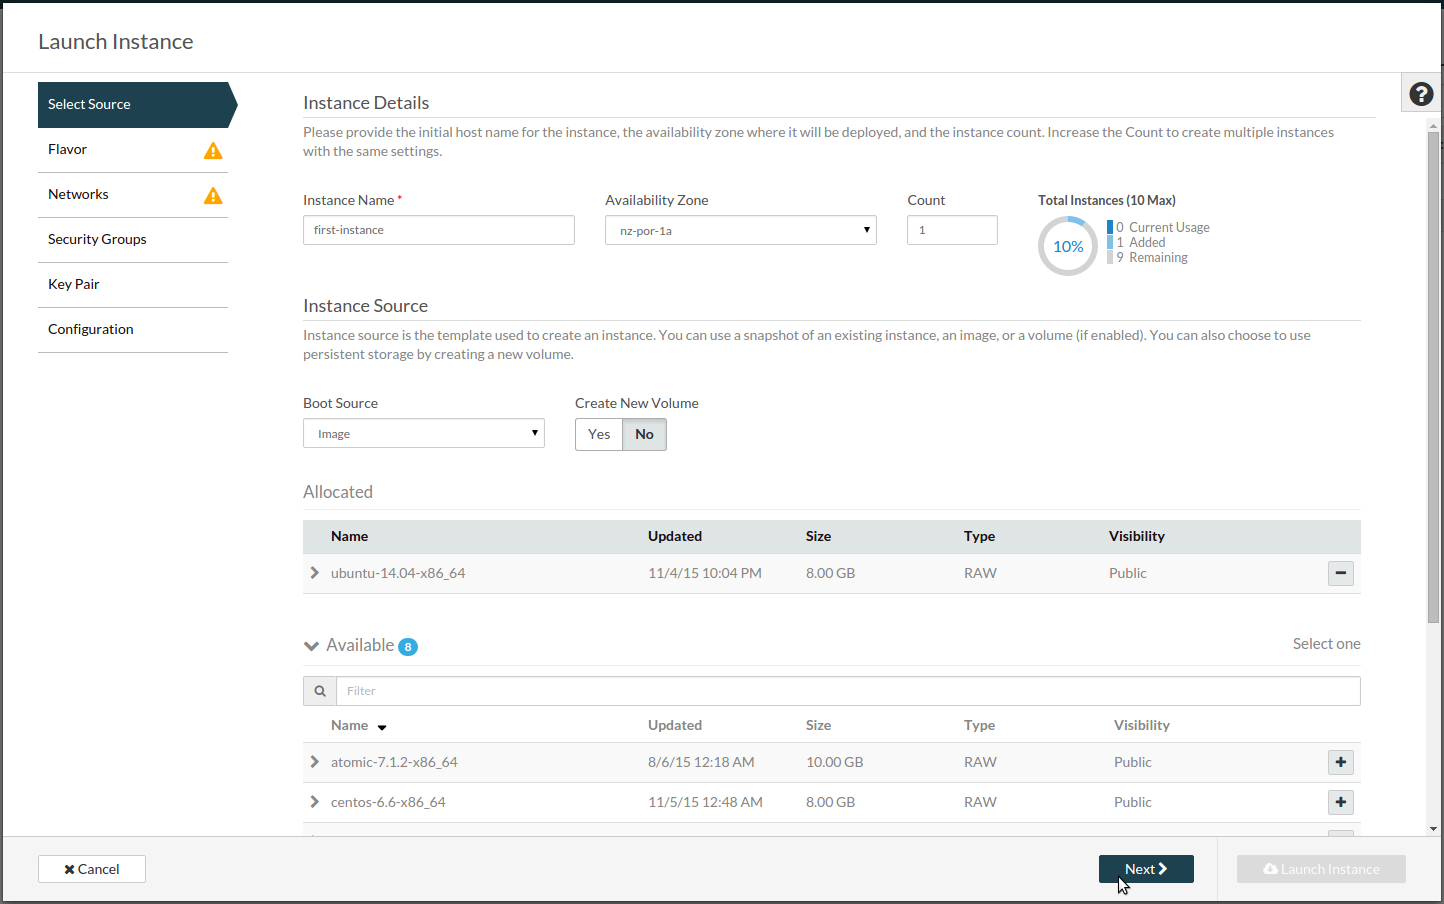 Launch Instance
Select Source
Flavor
Networks
Security Groups
Key Pair
Configuration
?
Instance Details
Please provide the initial host name for the instance, the availability zone where it will be deployed, and the instance count. Increase the Count to create multiple instances
with the same settings.
Instance Name * Availability Zone Count Total Instances (10 Max)
first-instance nz-por-1a 1
10%
0 Current Usage
1 Added
9 Remaining
Instance Source
Instance source is the template used to create an instance. You can use a snapshot of an existing instance, an image, or a volume (if enabled). You can also choose to use
persistent storage by creating a new volume.
Boot Source Create New Volume
Image Yes No
Allocated
Name Updated Size Type Visibility
ubuntu-14.04-x86_64 11/4/15 10:04 PM 8.00 GB RAW Public
Available 8 Select one
Filter
Name Updated Size Type Visibility
atomic-7.1.2-x86_64 8/6/15 12:18 AM 10.00 GB RAW Public
centos-6.6-x86_64 11/5/15 12:48 AM 8.00 GB RAW Public
Cancel Next Launch Instance